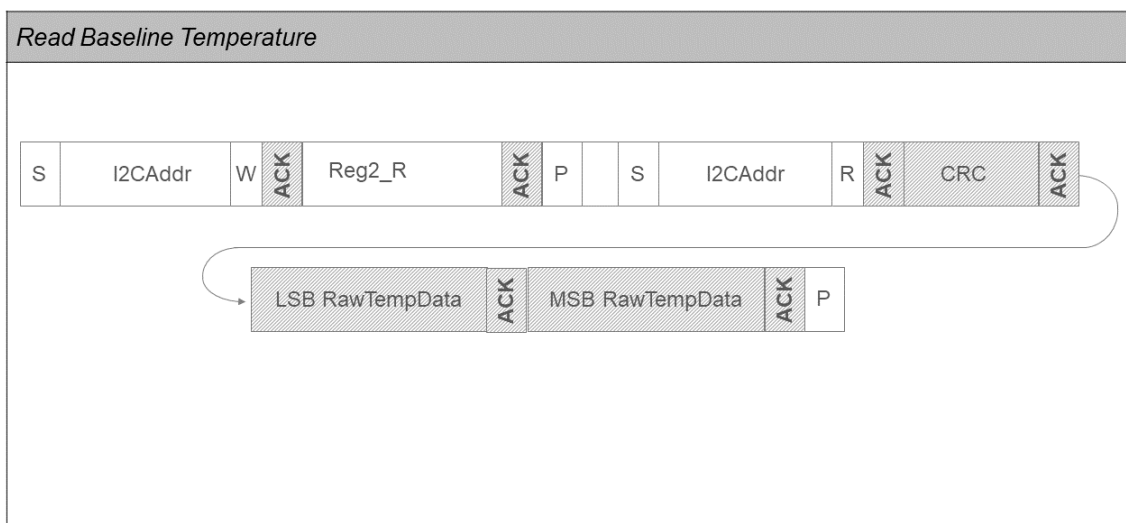 Read Baseline Temperature
S I2CAddr W ACK Reg2_R ACK P S I2CAddr R ACK CRC ACK
LSB RawTempData ACK MSB RawTempData ACK P